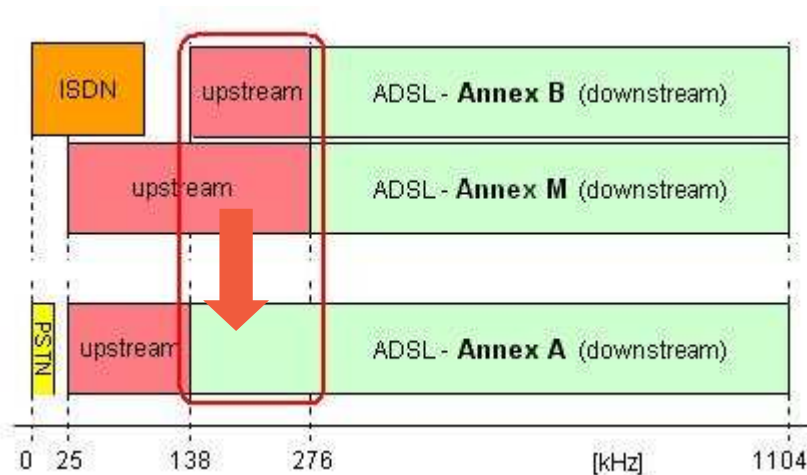 ISDN upstream ADSL - Annex B (downstream)
upstream ADSL - Annex M (downstream)
PSTN upstream ADSL - Annex A (downstream)
0 25 138 276 [kHz] 1104